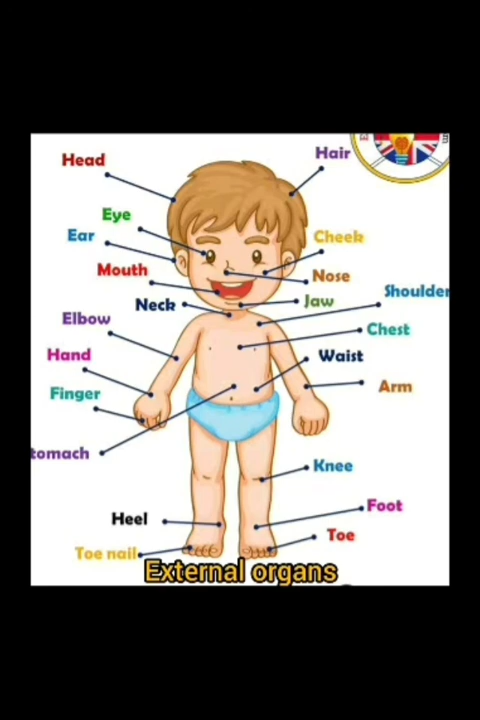 Head
Hair
Eye
Ear
Cheek
Mouth
Nose
Shoulder
Neck
Jaw
Elbow
Chest
Hand
Waist
Finger
Arm
tomach
Knee
Foot
Heel
Toe
Toe nail
External organs